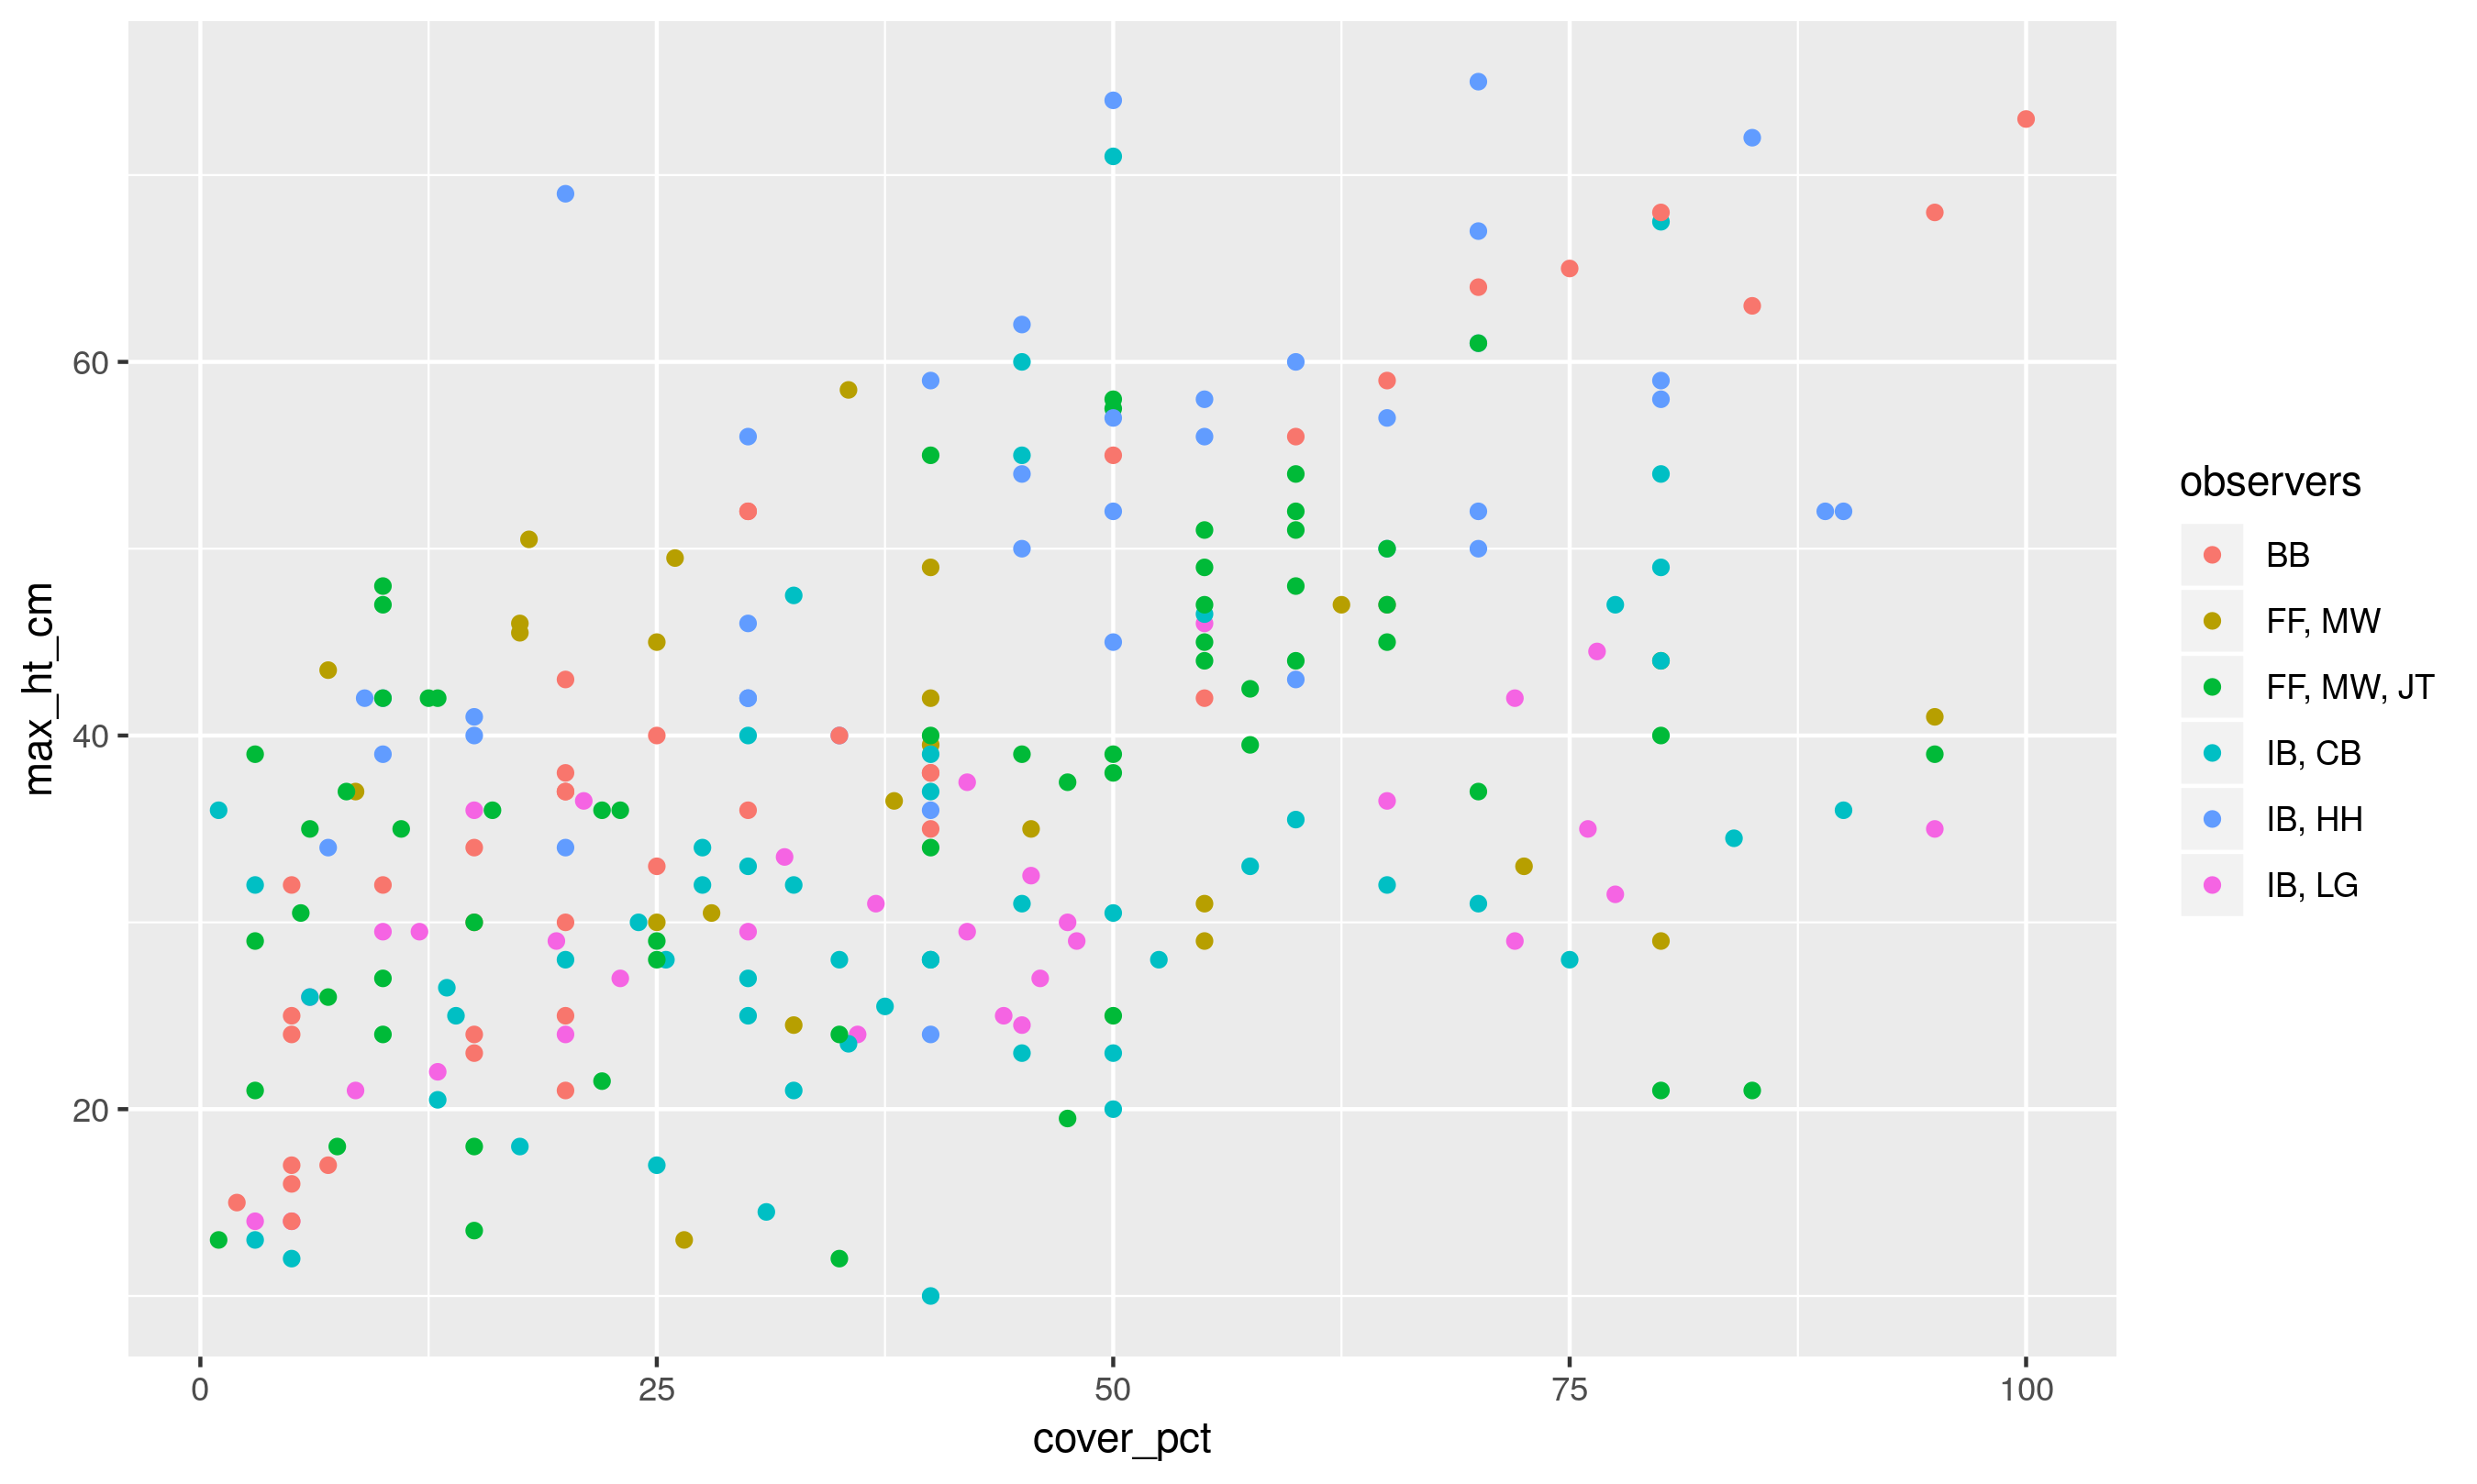 max_ht_cm
60
40
20
0
25
50
75
100
cover_pct
observers
BB
FF, MW
FF, MW, JT
IB, CB
IB, HH
IB, LG